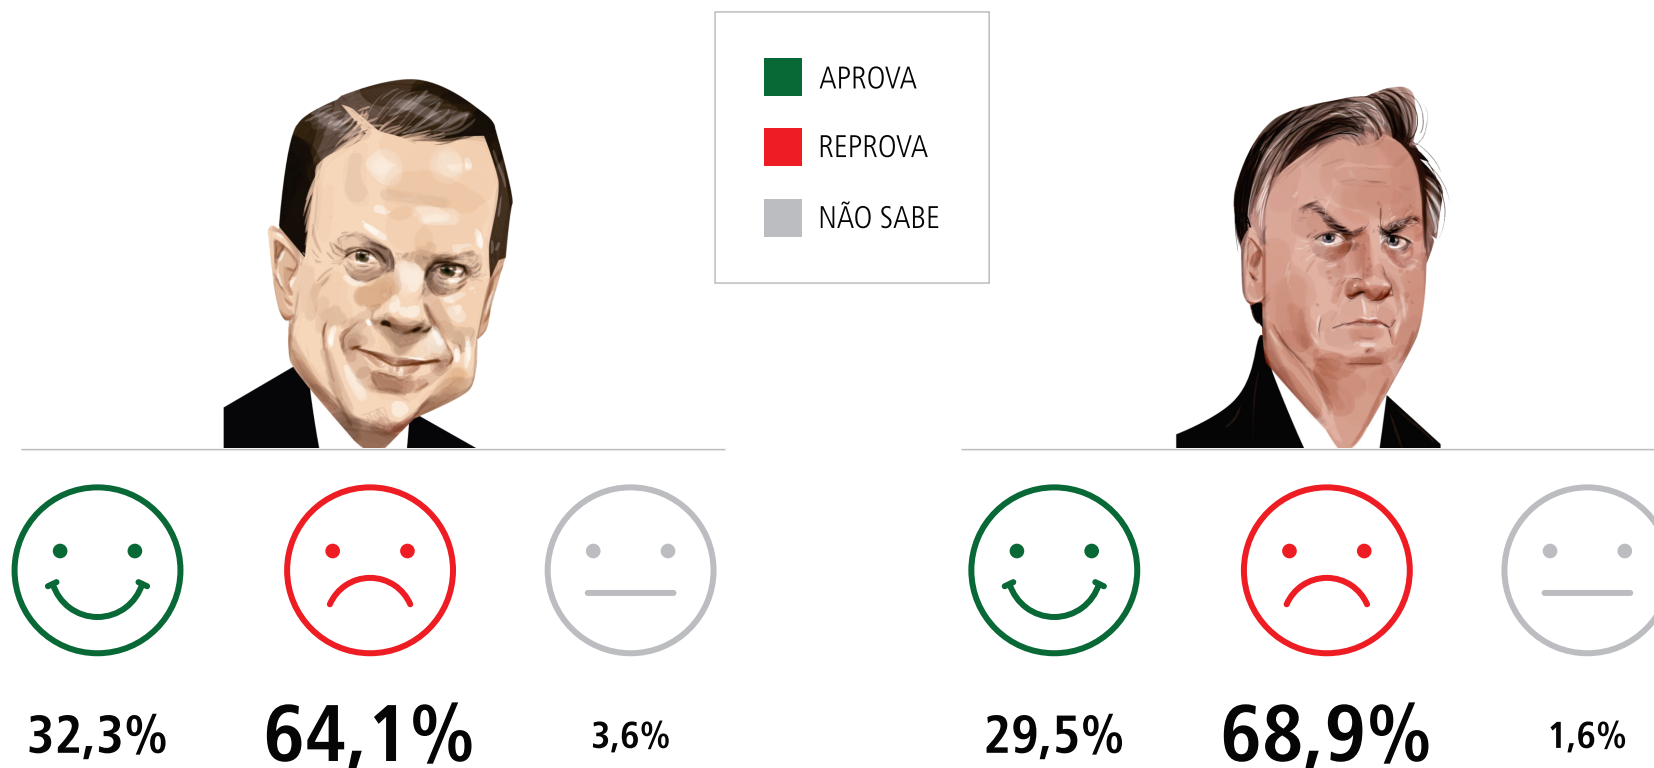 APROVA
REPROVA
NÃO SABE
32,3% 64,1% 3,6%
29,5% 68,9% 1,6%